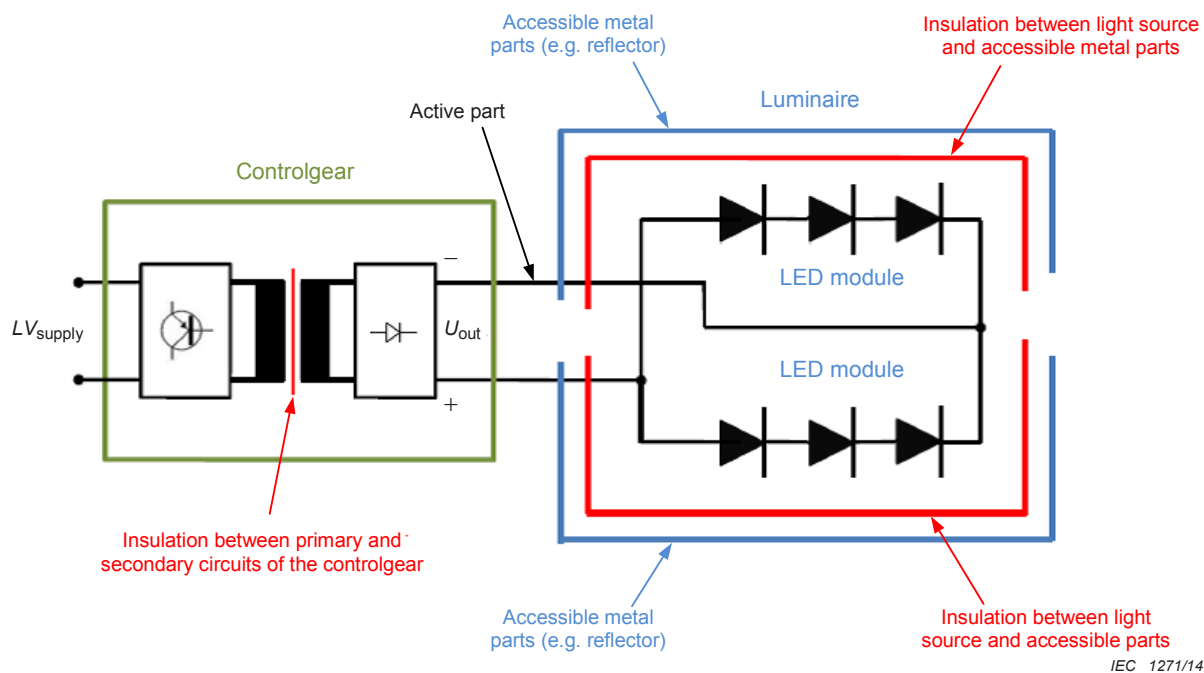 Accessible metal
parts (e.g. reflector)
Insulation between light source
and accessible metal parts
Luminaire
Active part
Controlgear
LED module
−
LVsupply
Uout
LED module
+
Insulation between primary and
secondary circuits of the controlgear
Accessible metal
parts (e.g. reflector)
Insulation between light
source and accessible parts
IEC 1271/14